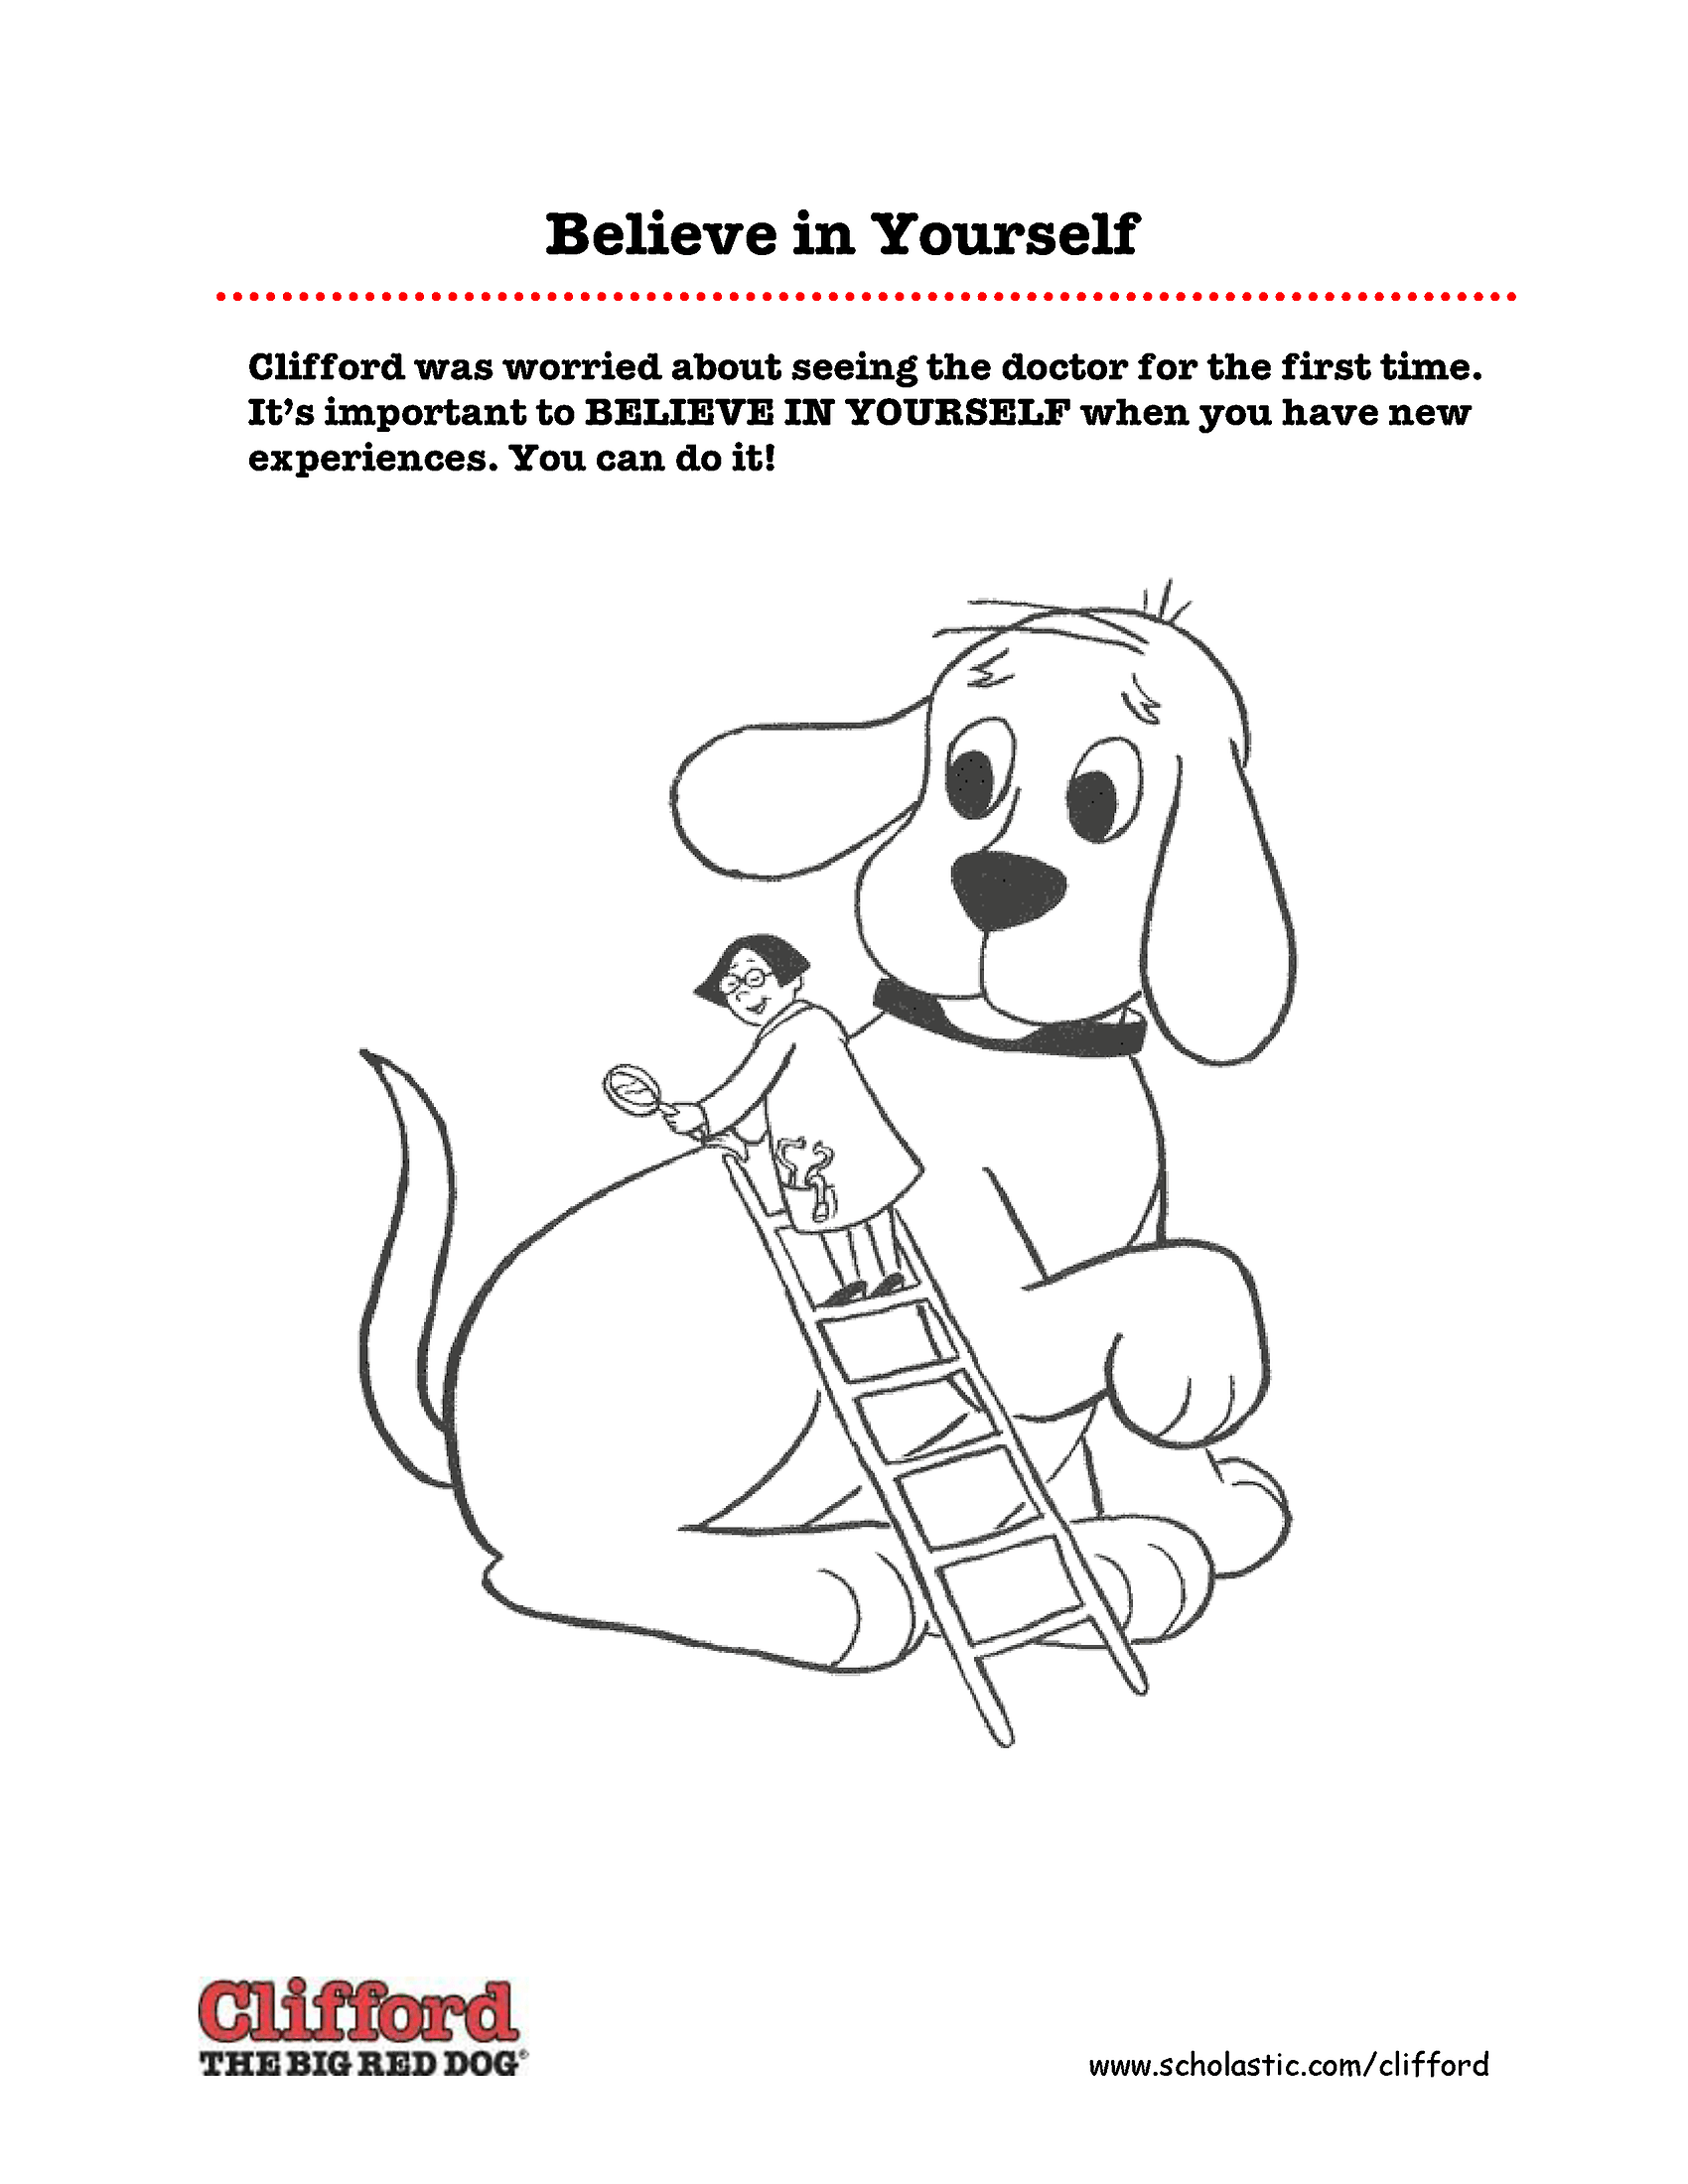 Believe in Yourself
Clifford was worried about seeing the doctor for the first time.
It's important to BELIEVE IN YOURSELF when you have new
experiences. You can do it!
Clifford
THE BIG RED DOG®
www.scholastic.com/clifford